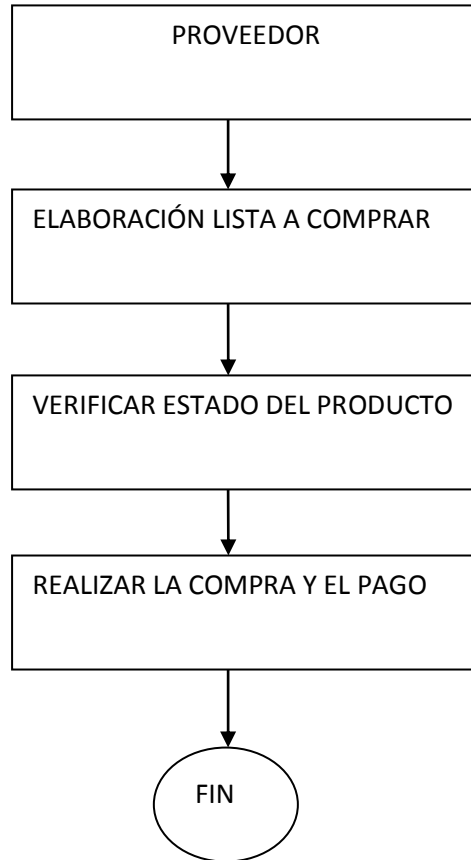 PROVEEDOR
ELABORACIÓN LISTA A COMPRAR
VERIFICAR ESTADO DEL PRODUCTO
REALIZAR LA COMPRA Y EL PAGO
FIN